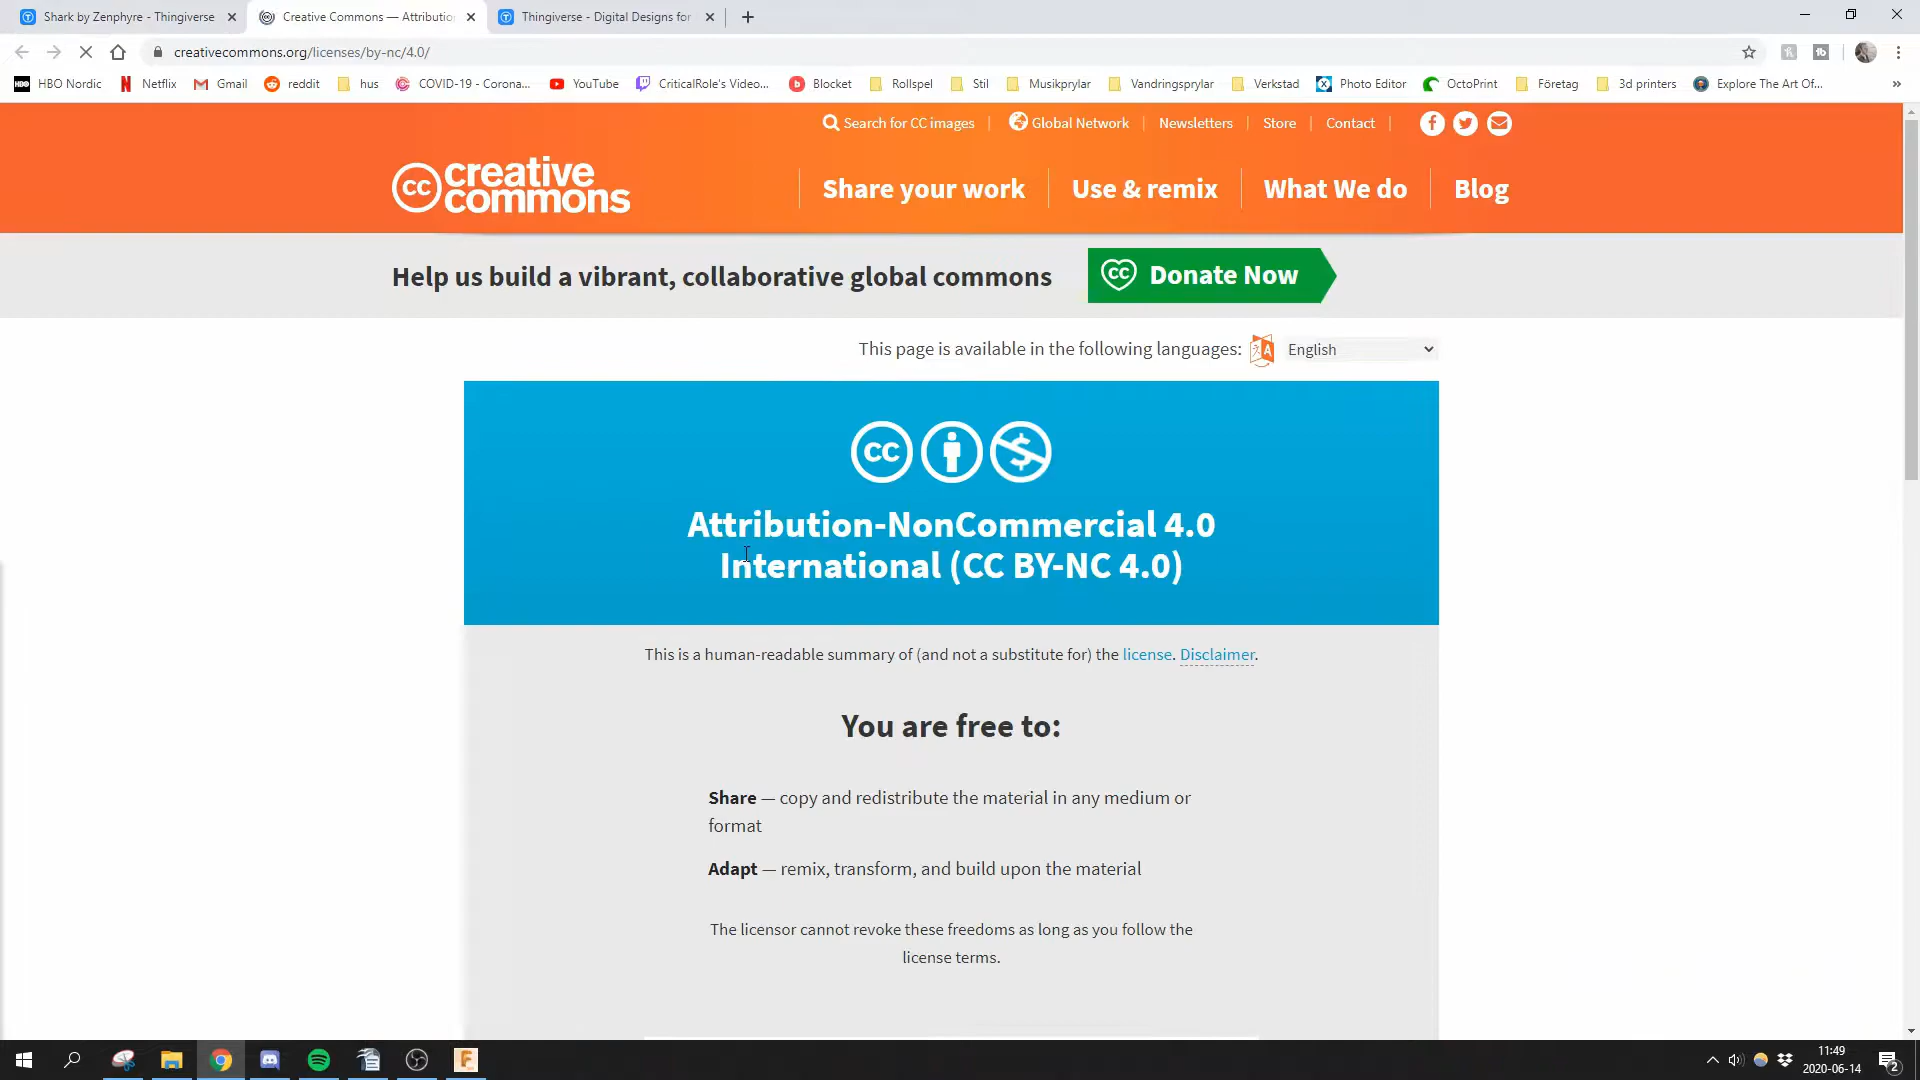 Shark by Zenphyre - Thingiverse
Creative Commons — Attributio
Thingiverse - Digital Designs for
creativecommons.org/licenses/by-nc/4.0/
HBO HBO Nordic
Netflix
Gmail
reddit
hus
COVID-19 - Corona...
YouTube
CriticalRole's Video...
Blocket
Rollspel
Stil
Musikprylar
Vandringsprylar
Verkstad
Photo Editor
OctoPrint
Företag
3d printers
Explore The Art Of...
»
Search for CC images | Global Network | Newsletters | Store | Contact |
cc creative commons
Share your work
Use & remix
What We do
Blog
Help us build a vibrant, collaborative global commons
cc Donate Now
This page is available in the following languages: English
cc
Attribution-NonCommercial 4.0
International (CC BY-NC 4.0)
This is a human-readable summary of (and not a substitute for) the license. Disclaimer.
You are free to:
Share — copy and redistribute the material in any medium or
format
Adapt — remix, transform, and build upon the material
The licensor cannot revoke these freedoms as long as you follow the
license terms.
11:49
2020-06-14
2